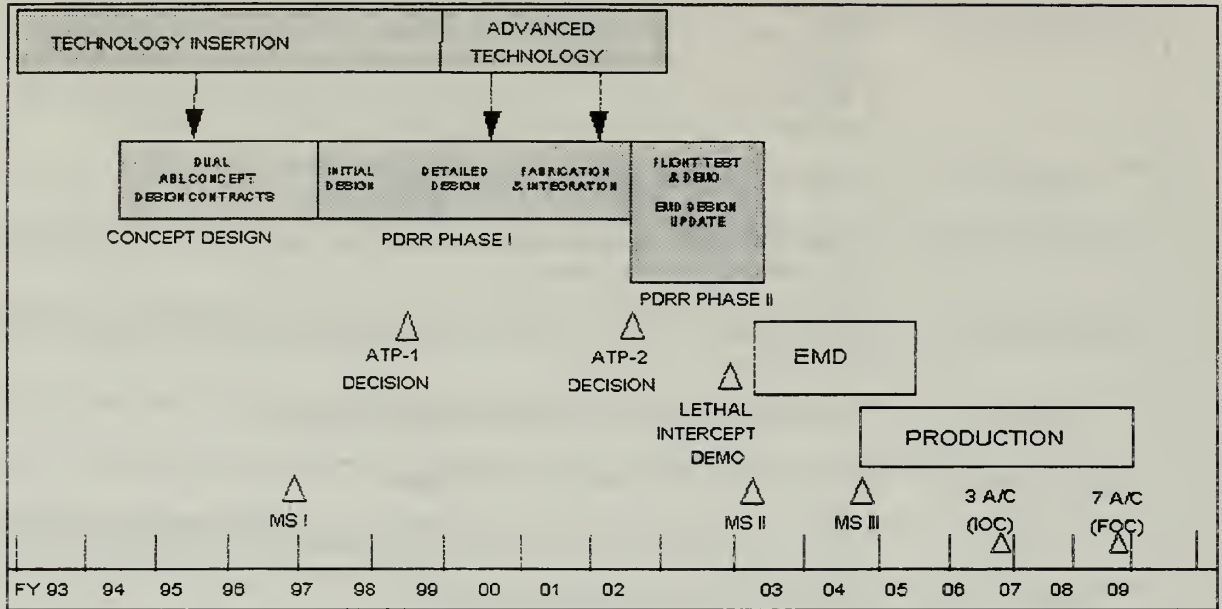 TECHNOLOGY INSERTION
ADVANCED
TECHNOLOGY
DUAL
ABL CONCEPT
DESIGN CONTRACTS
INITIAL
DESIGN
DETAILED
DESIGN
FABRICATION
& INTEGRATION
FLIGHT TEST
& DEMO
EMD DESIGN
UPDATE
CONCEPT DESIGN
PDRR PHASE I
PDRR PHASE II
ATP-1
DECISION
ATP-2
DECISION
LETHAL
INTERCEPT
DEMO
EMD
PRODUCTION
MS I
MS II
MS III
3 A/C
(IOC)
7 A/C
(FOC)
FY 93 94 95 96 97 98 99 00 01 02 03 04 05 06 07 08 09